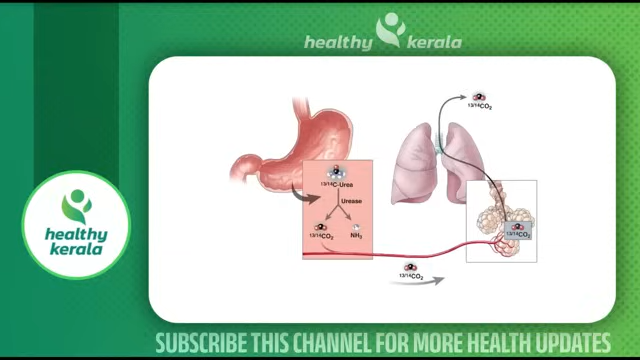 healthy kerala
13/14CO2
13/14C-Urea
Urease
13/14CO2
NH3
13/14CO2
13/14CO2
healthy
kerala
SUBSCRIBE THIS CHANNEL FOR MORE HEALTH UPDATES